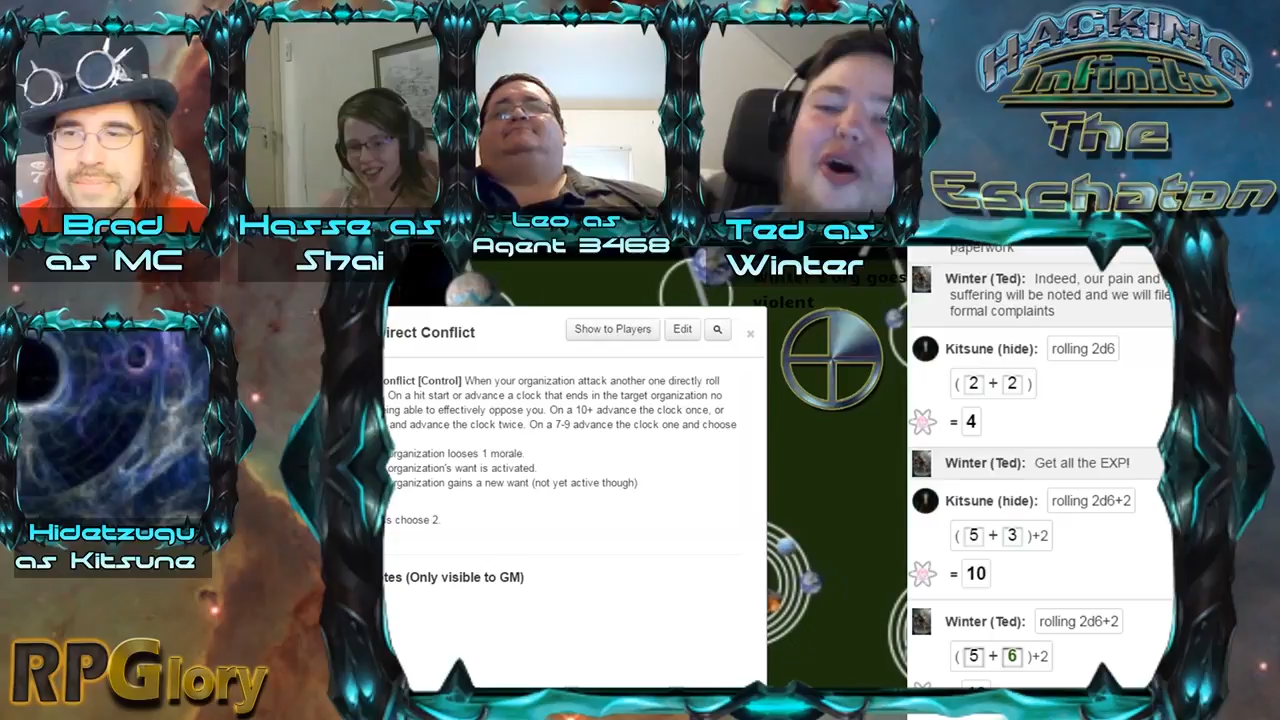 HACKING
Infinity
The
Eschaton
Brad
as MC
Hasse as
Shai
Leo as
Agent 3468
Ted as
Winter
Hidetzugu
as Kitsune
RPGlory
Winter's org goes
violent
irect Conflict
Show to Players
Edit
×
onflict [Control] When your organization attack another one directly roll
On a hit start or advance a clock that ends in the target organization no
ing able to effectively oppose you. On a 10+ advance the clock once, or
and advance the clock twice. On a 7-9 advance the clock one and choose
organization looses 1 morale.
organization's want is activated.
organization gains a new want (not yet active though)
s choose 2.
tes (Only visible to GM)
paperwork
Winter (Ted): Indeed, our pain and
suffering will be noted and we will file
formal complaints
Kitsune (hide): rolling 2d6
( 2 + 2 )
= 4
Winter (Ted): Get all the EXP!
Kitsune (hide): rolling 2d6+2
( 5 + 3 )+2
= 10
Winter (Ted): rolling 2d6+2
( 5 + 6 )+2